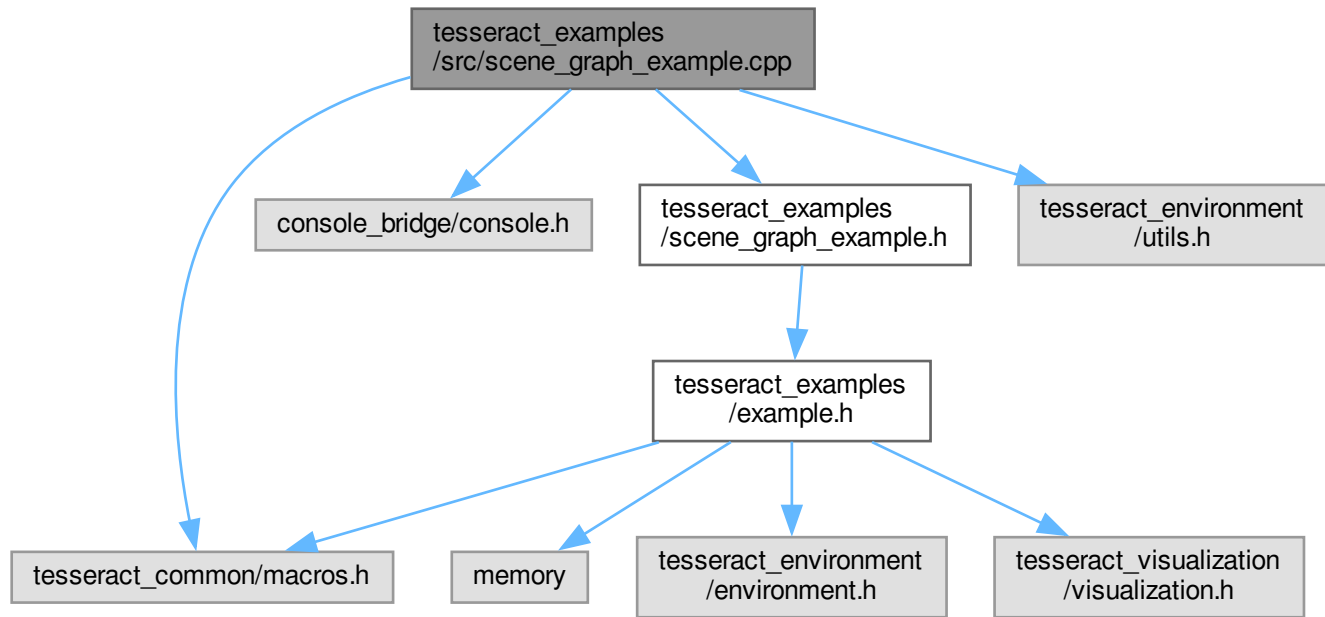 tesseract_examples
/src/scene_graph_example.cpp
console_bridge/console.h
tesseract_examples
/scene_graph_example.h
tesseract_environment
/utils.h
tesseract_examples
/example.h
tesseract_common/macros.h
memory
tesseract_environment
/environment.h
tesseract_visualization
/visualization.h